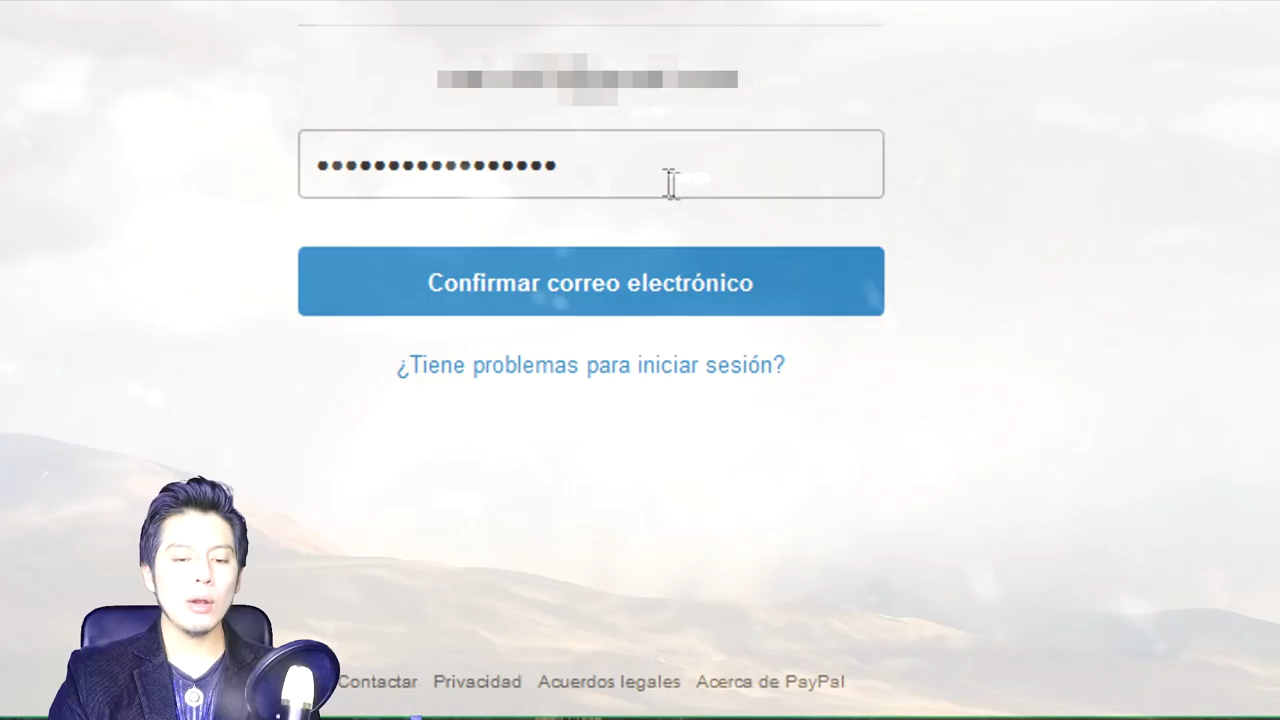 •••••••••••••••••
Confirmar correo electrónico
¿Tiene problemas para iniciar sesión?
Contactar Privacidad Acuerdos legales Acerca de PayPal